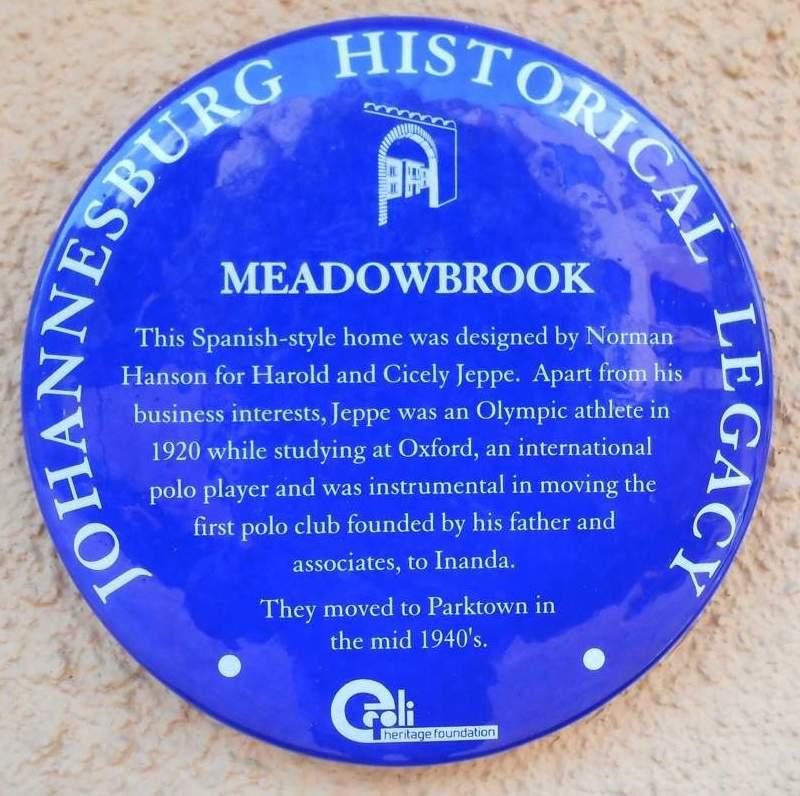 JOHANNESBURG HISTORICAL LEGACY
MEADOWBROOK
This Spanish-style home was designed by Norman
Hanson for Harold and Cicely Jeppe. Apart from his
business interests, Jeppe was an Olympic athlete in
1920 while studying at Oxford, an international
polo player and was instrumental in moving the
first polo club founded by his father and
associates, to Inanda.
They moved to Parktown in
the mid 1940's.
egoli
heritage foundation